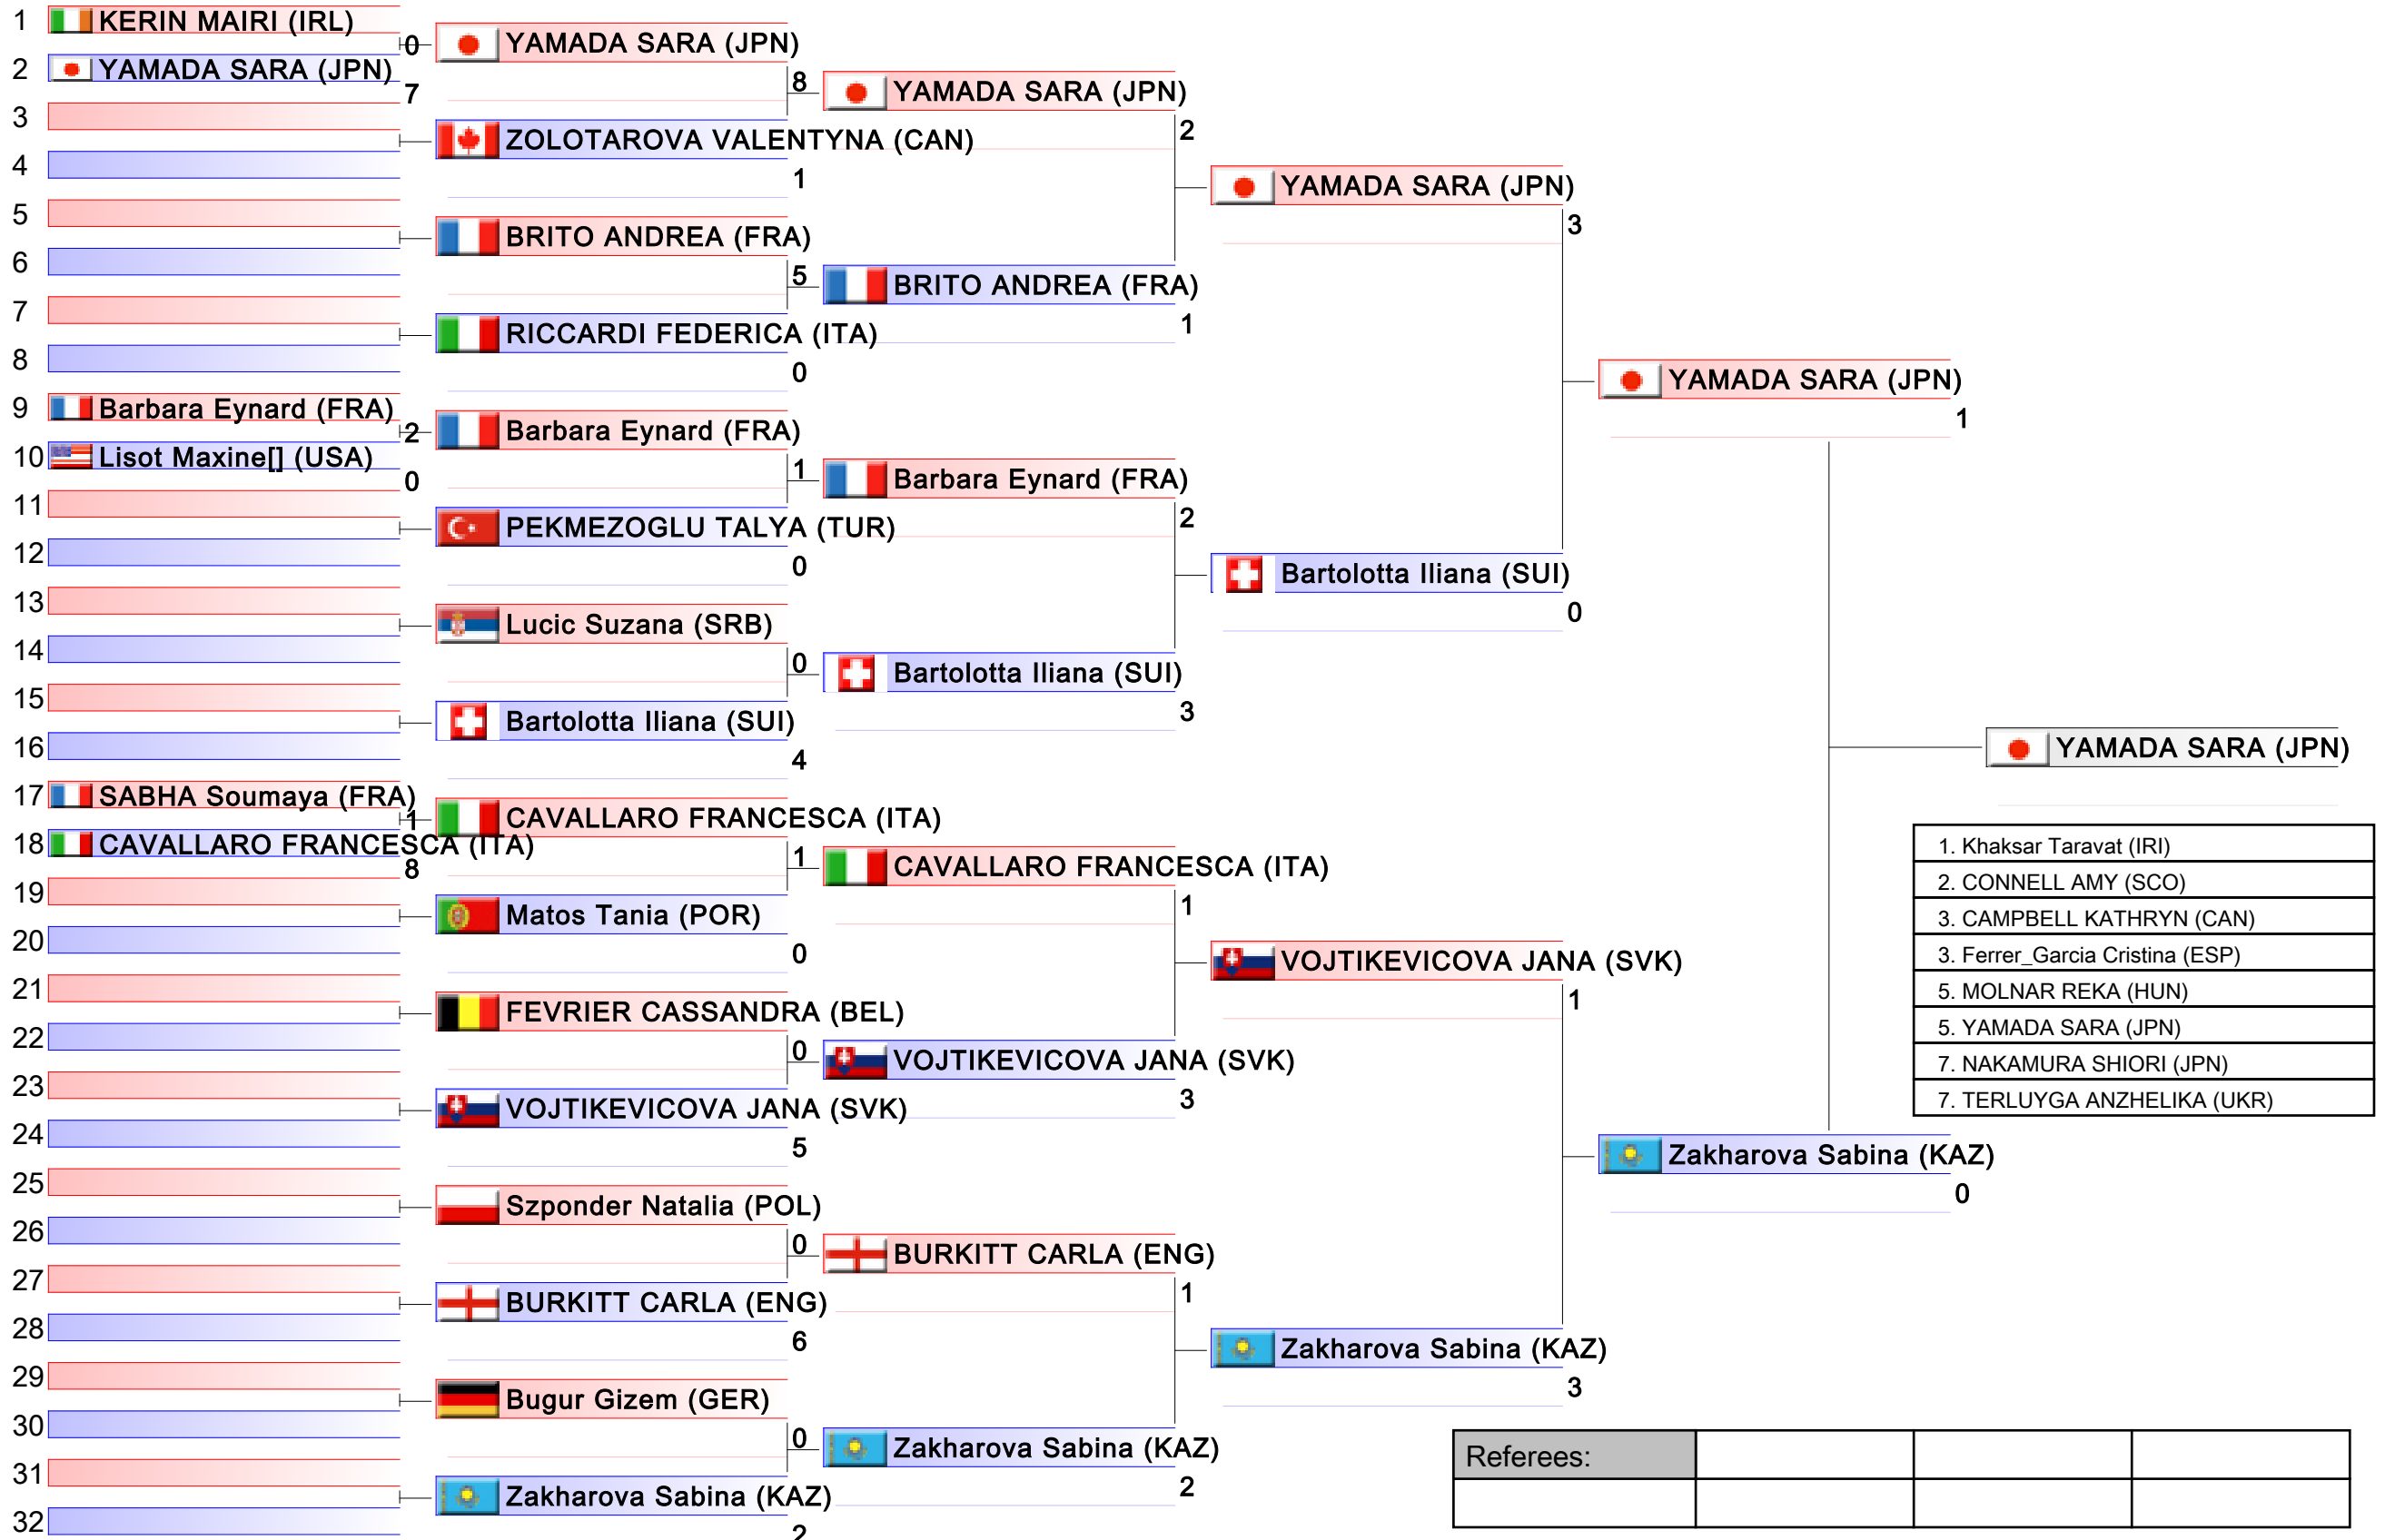 1 KERIN MAIRI (IRL)
0
2 YAMADA SARA (JPN)
7
3
4
5
6
7
8
9 Barbara Eynard (FRA)
2
10 Lisot Maxine[] (USA)
0
11
12
13
14
15
16
17 SABHA Soumaya (FRA)
1
18 CAVALLARO FRANCESCA (ITA)
8
19
20
21
22
23
24
25
26
27
28
29
30
31
32
YAMADA SARA (JPN)
8
ZOLOTAROVA VALENTYNA (CAN)
1
BRITO ANDREA (FRA)
5
RICCARDI FEDERICA (ITA)
0
Barbara Eynard (FRA)
1
PEKMEZOGLU TALYA (TUR)
0
Lucic Suzana (SRB)
0
Bartolotta Iliana (SUI)
4
CAVALLARO FRANCESCA (ITA)
1
Matos Tania (POR)
0
FEVRIER CASSANDRA (BEL)
0
VOJTIKEVICOVA JANA (SVK)
5
Szponder Natalia (POL)
0
BURKITT CARLA (ENG)
6
Bugur Gizem (GER)
0
Zakharova Sabina (KAZ)
2
YAMADA SARA (JPN)
2
BRITO ANDREA (FRA)
1
Barbara Eynard (FRA)
2
Bartolotta Iliana (SUI)
3
CAVALLARO FRANCESCA (ITA)
1
VOJTIKEVICOVA JANA (SVK)
3
BURKITT CARLA (ENG)
1
Zakharova Sabina (KAZ)
2
YAMADA SARA (JPN)
3
Bartolotta Iliana (SUI)
0
VOJTIKEVICOVA JANA (SVK)
1
Zakharova Sabina (KAZ)
3
YAMADA SARA (JPN)
1
Zakharova Sabina (KAZ)
0
YAMADA SARA (JPN)
1. Khaksar Taravat (IRI)
2. CONNELL AMY (SCO)
3. CAMPBELL KATHRYN (CAN)
3. Ferrer_Garcia Cristina (ESP)
5. MOLNAR REKA (HUN)
5. YAMADA SARA (JPN)
7. NAKAMURA SHIORI (JPN)
7. TERLUYGA ANZHELIKA (UKR)
Referees: